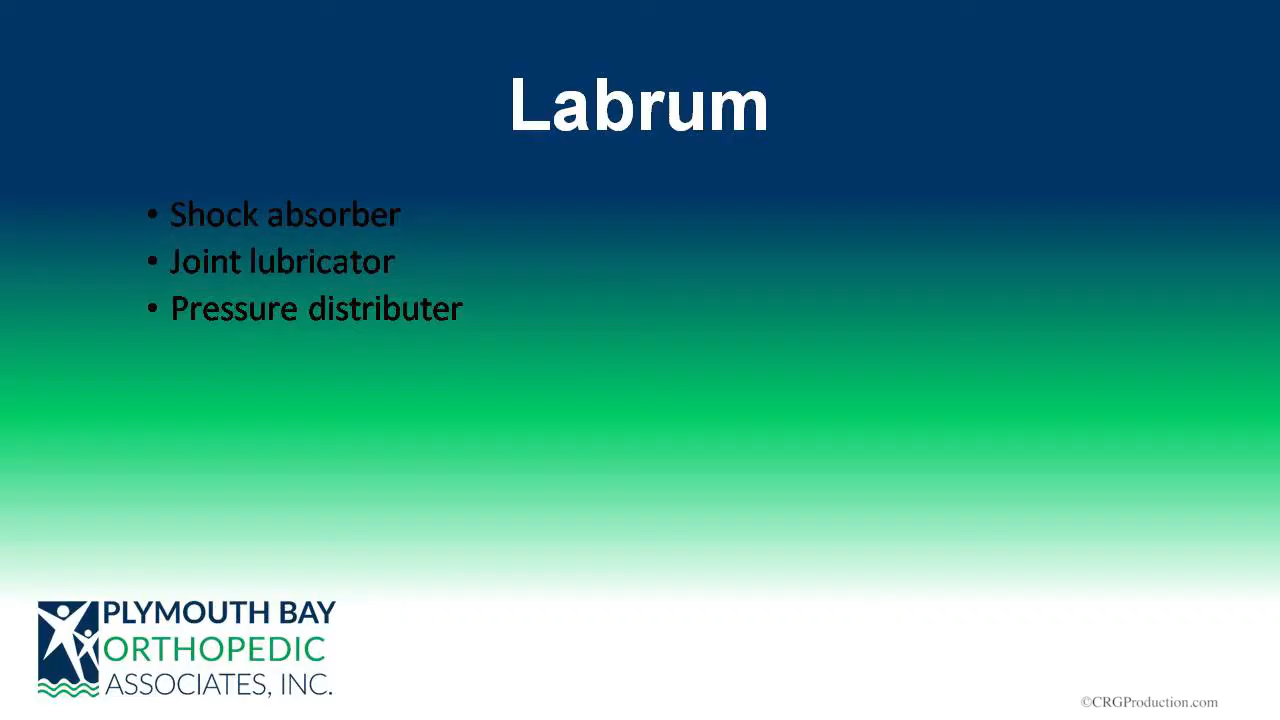 Labrum
• Shock absorber
• Joint lubricator
• Pressure distributer
PLYMOUTH BAY
ORTHOPEDIC
ASSOCIATES, INC.
©CRGProduction.com